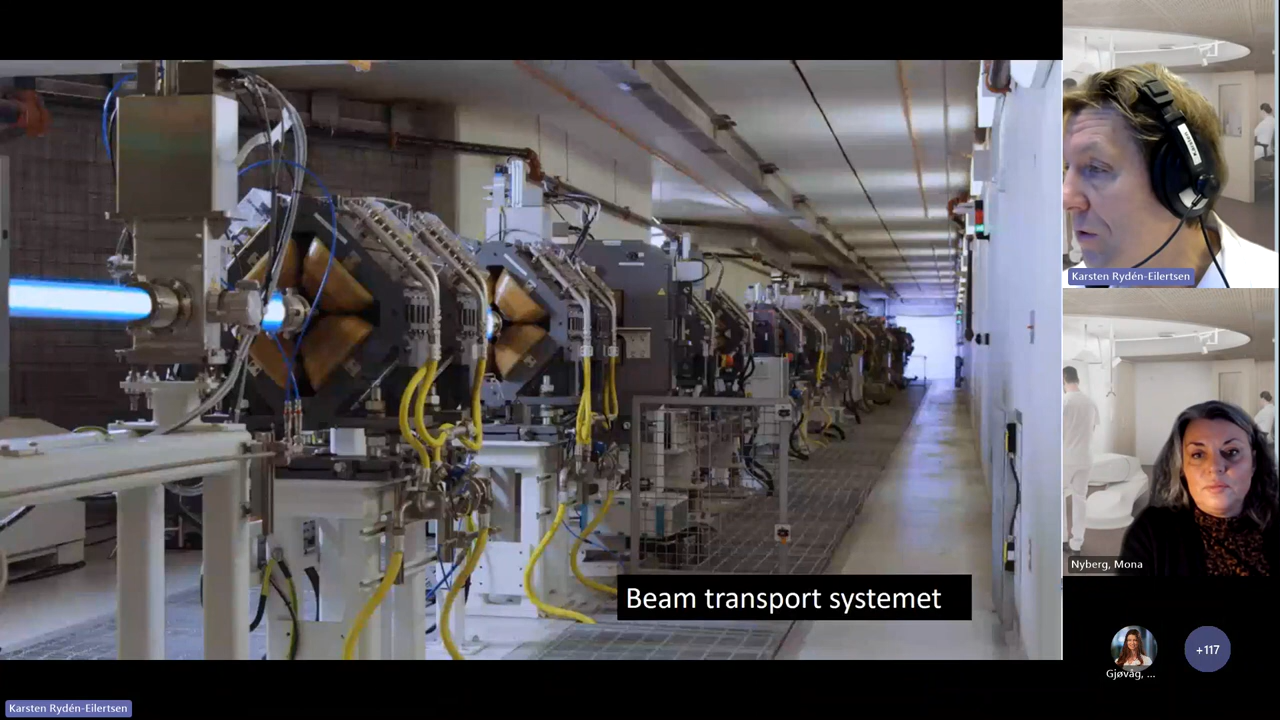 Beam transport systemet
Karsten Rydén-Eilertsen
Nyberg, Mona
Gjøvåg, ...
+117
Karsten Rydén-Eilertsen